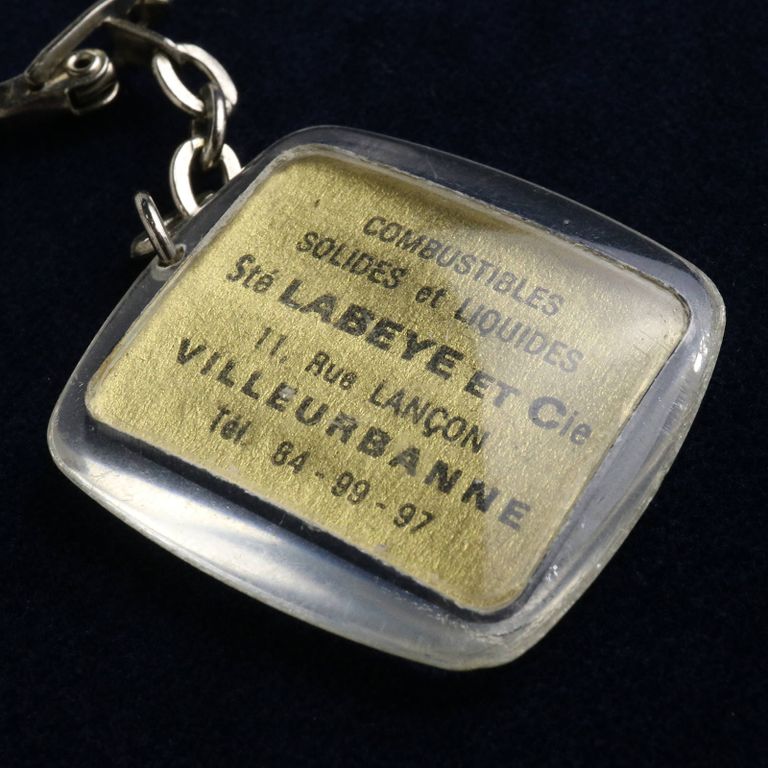 COMBUSTIBLES
SOLIDES et LIQUIDES
Sté LABEYE ET Cie
11, Rue LANÇON
VILLEURBANNE
Tél. 84-99-97